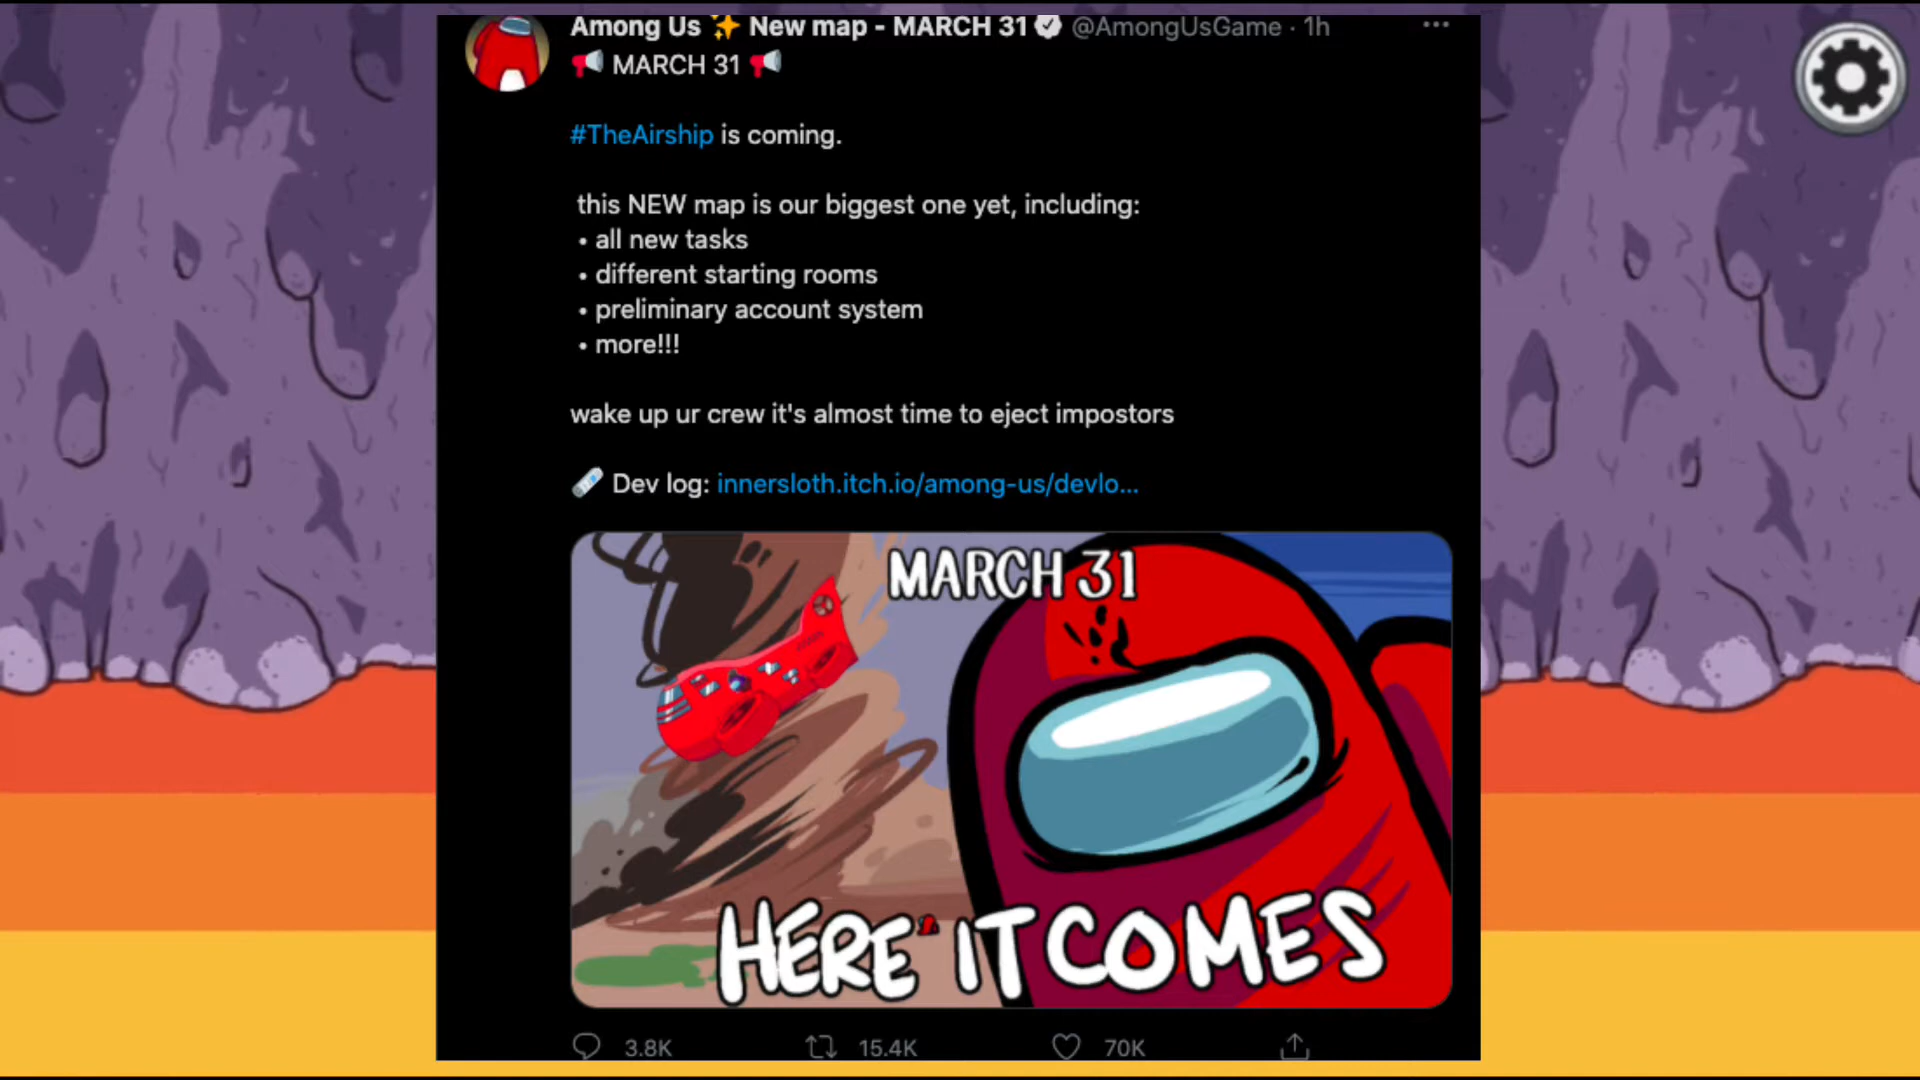 Among Us ✨ New map - MARCH 31 @AmongUsGame · 1h
📢 MARCH 31 📢
#TheAirship is coming.
this NEW map is our biggest one yet, including:
• all new tasks
• different starting rooms
• preliminary account system
• more!!!
wake up ur crew it's almost time to eject impostors
🗞️ Dev log: innersloth.itch.io/among-us/devlo...
MARCH 31
HERE IT COMES
3.8K 15.4K 70K